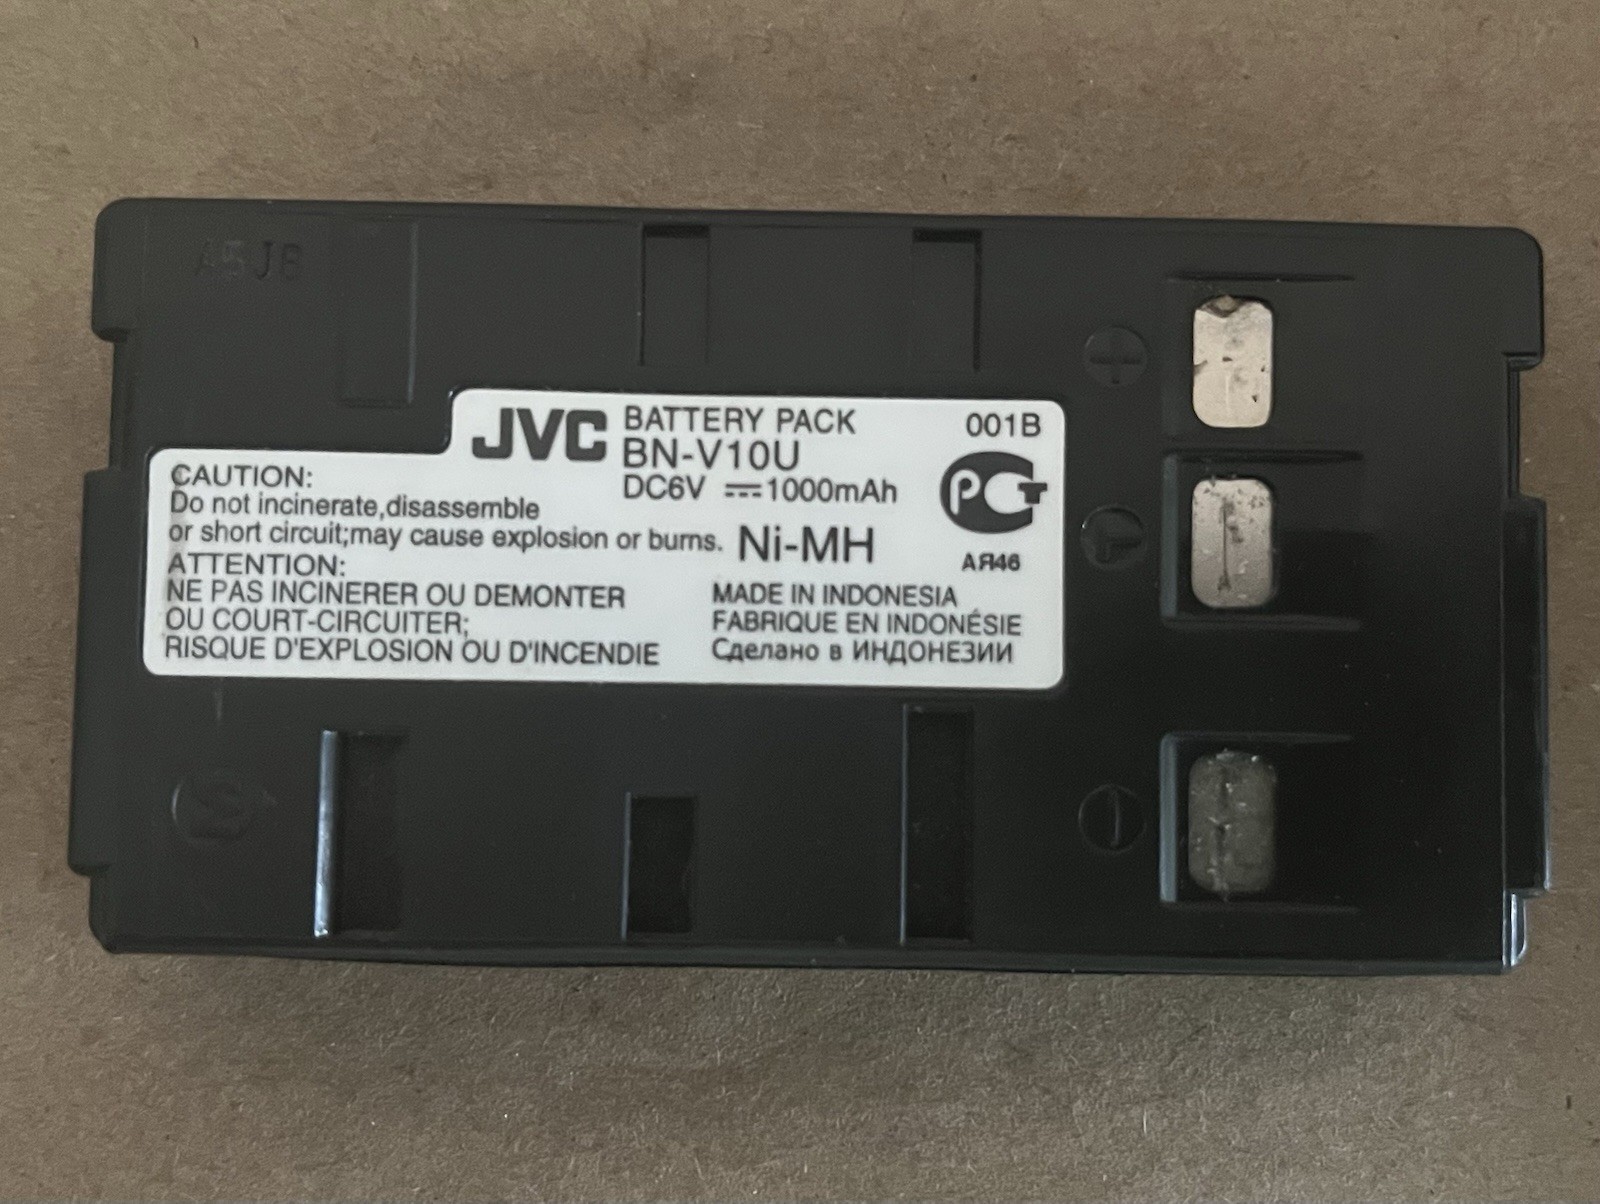 A5JB
JVC BATTERY PACK 001B
BN-V10U
DC6V ⎓ 1000mAh
CAUTION:
Do not incinerate,disassemble
or short circuit;may cause explosion or burns. Ni-MH
АЯ46
ATTENTION:
NE PAS INCINERER OU DEMONTER
OU COURT-CIRCUITER;
RISQUE D'EXPLOSION OU D'INCENDIE
MADE IN INDONESIA
FABRIQUE EN INDONÉSIE
Сделано в ИНДОНЕЗИИ
+
T
−